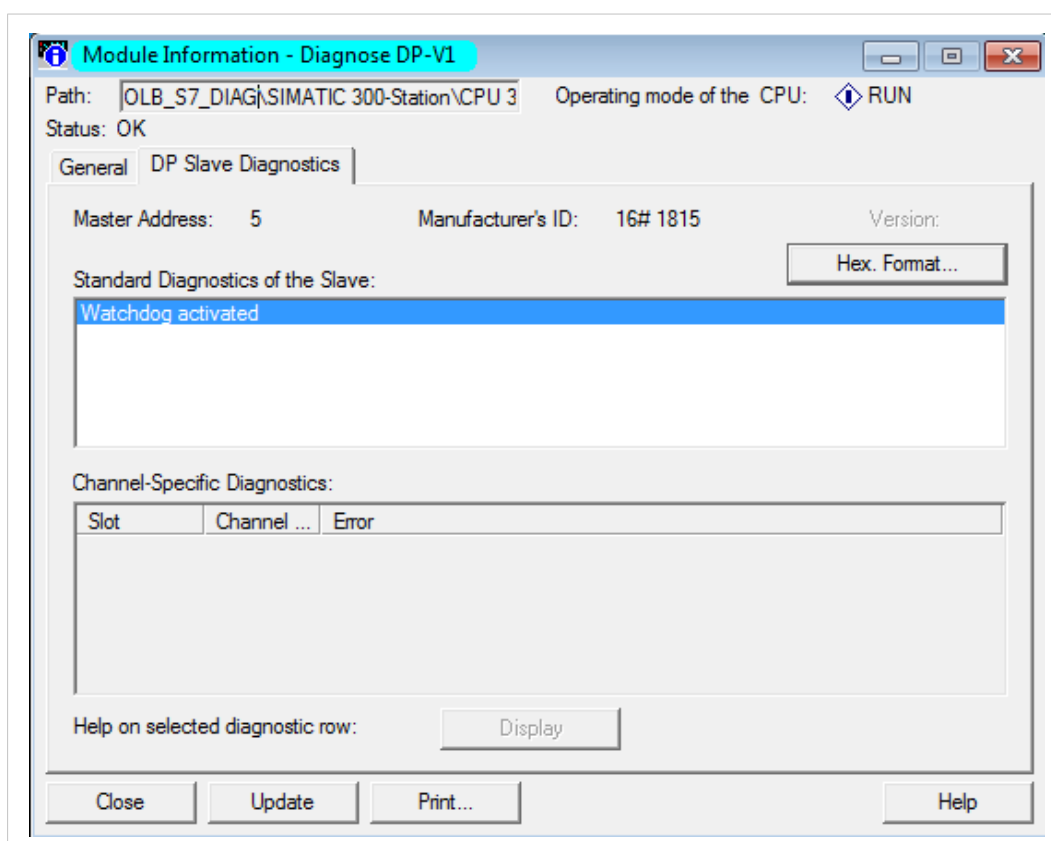 Module Information - Diagnose DP-V1
Path: OLB_S7_DIAG\SIMATIC 300-Station\CPU 3 Operating mode of the CPU: RUN
Status: OK
General DP Slave Diagnostics
Master Address: 5 Manufacturer's ID: 16# 1815 Version:
Hex. Format...
Standard Diagnostics of the Slave:
Watchdog activated
Channel-Specific Diagnostics:
Slot Channel ... Error
Help on selected diagnostic row: Display
Close Update Print... Help